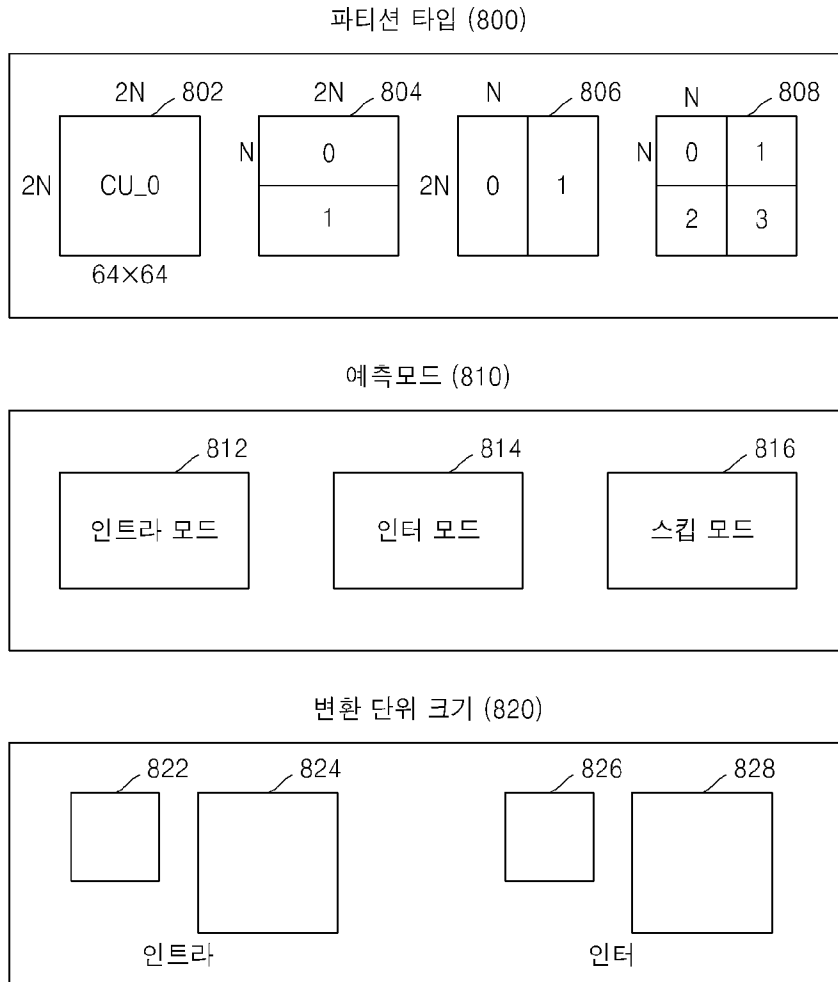 파티션 타입 (800)
2N 802 2N 804 N 806 N 808
N 0 N 0 1
2N CU_0 2N 0 1
1 2 3
64×64
예측모드 (810)
812 814 816
인트라 모드 인터 모드 스킵 모드
변환 단위 크기 (820)
822 824 826 828
인트라 인터